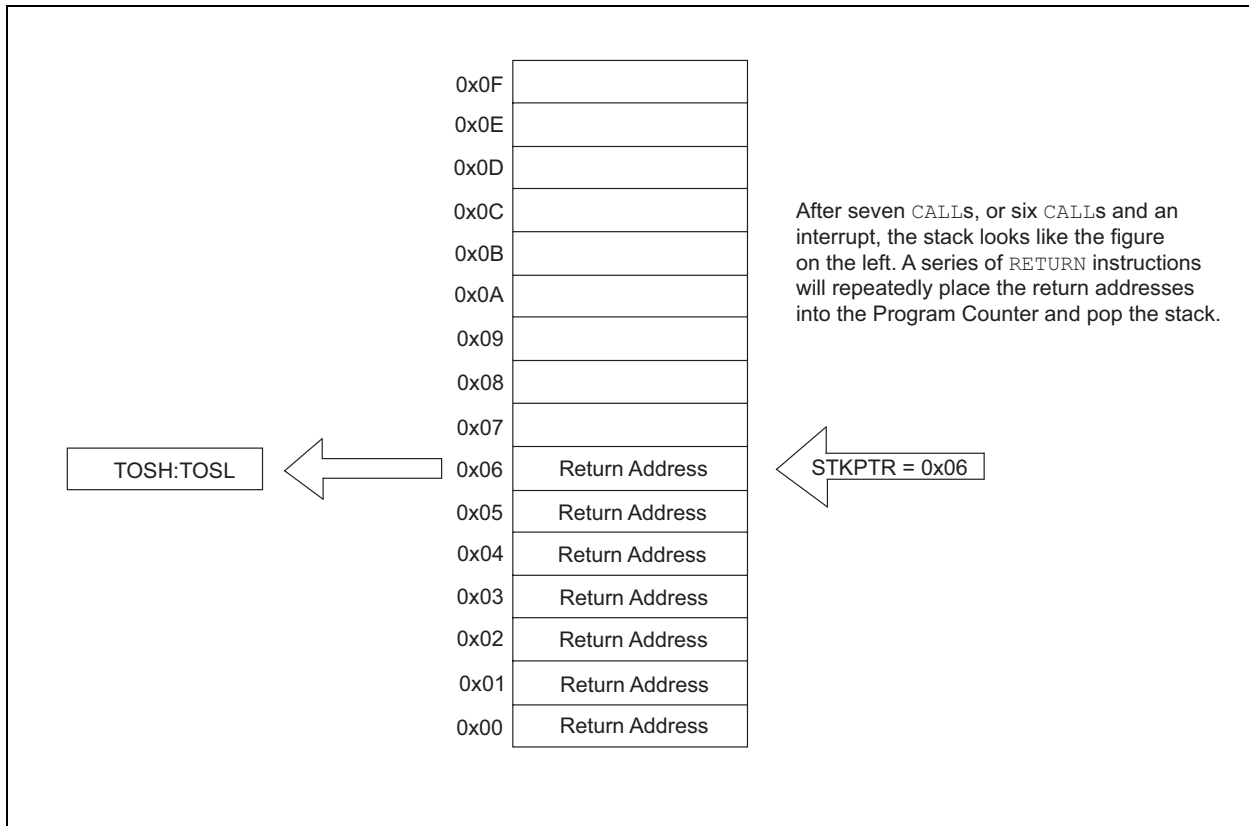 0x0F
0x0E
0x0D
0x0C
0x0B
0x0A
0x09
0x08
0x07
After seven CALLs, or six CALLs and an
interrupt, the stack looks like the figure
on the left. A series of RETURN instructions
will repeatedly place the return addresses
into the Program Counter and pop the stack.
TOSH:TOSL
0x06 Return Address
STKPTR = 0x06
0x05 Return Address
0x04 Return Address
0x03 Return Address
0x02 Return Address
0x01 Return Address
0x00 Return Address